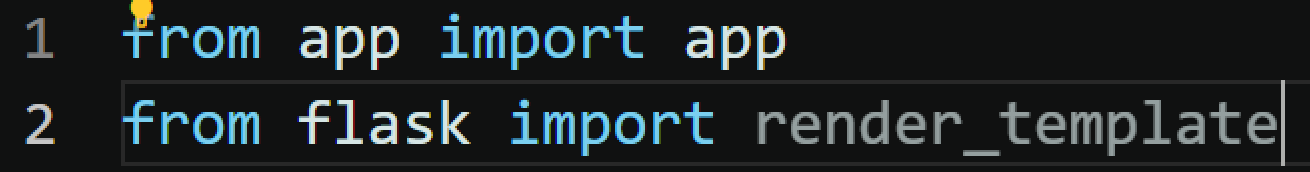 1 from app import app
2 from flask import render_template